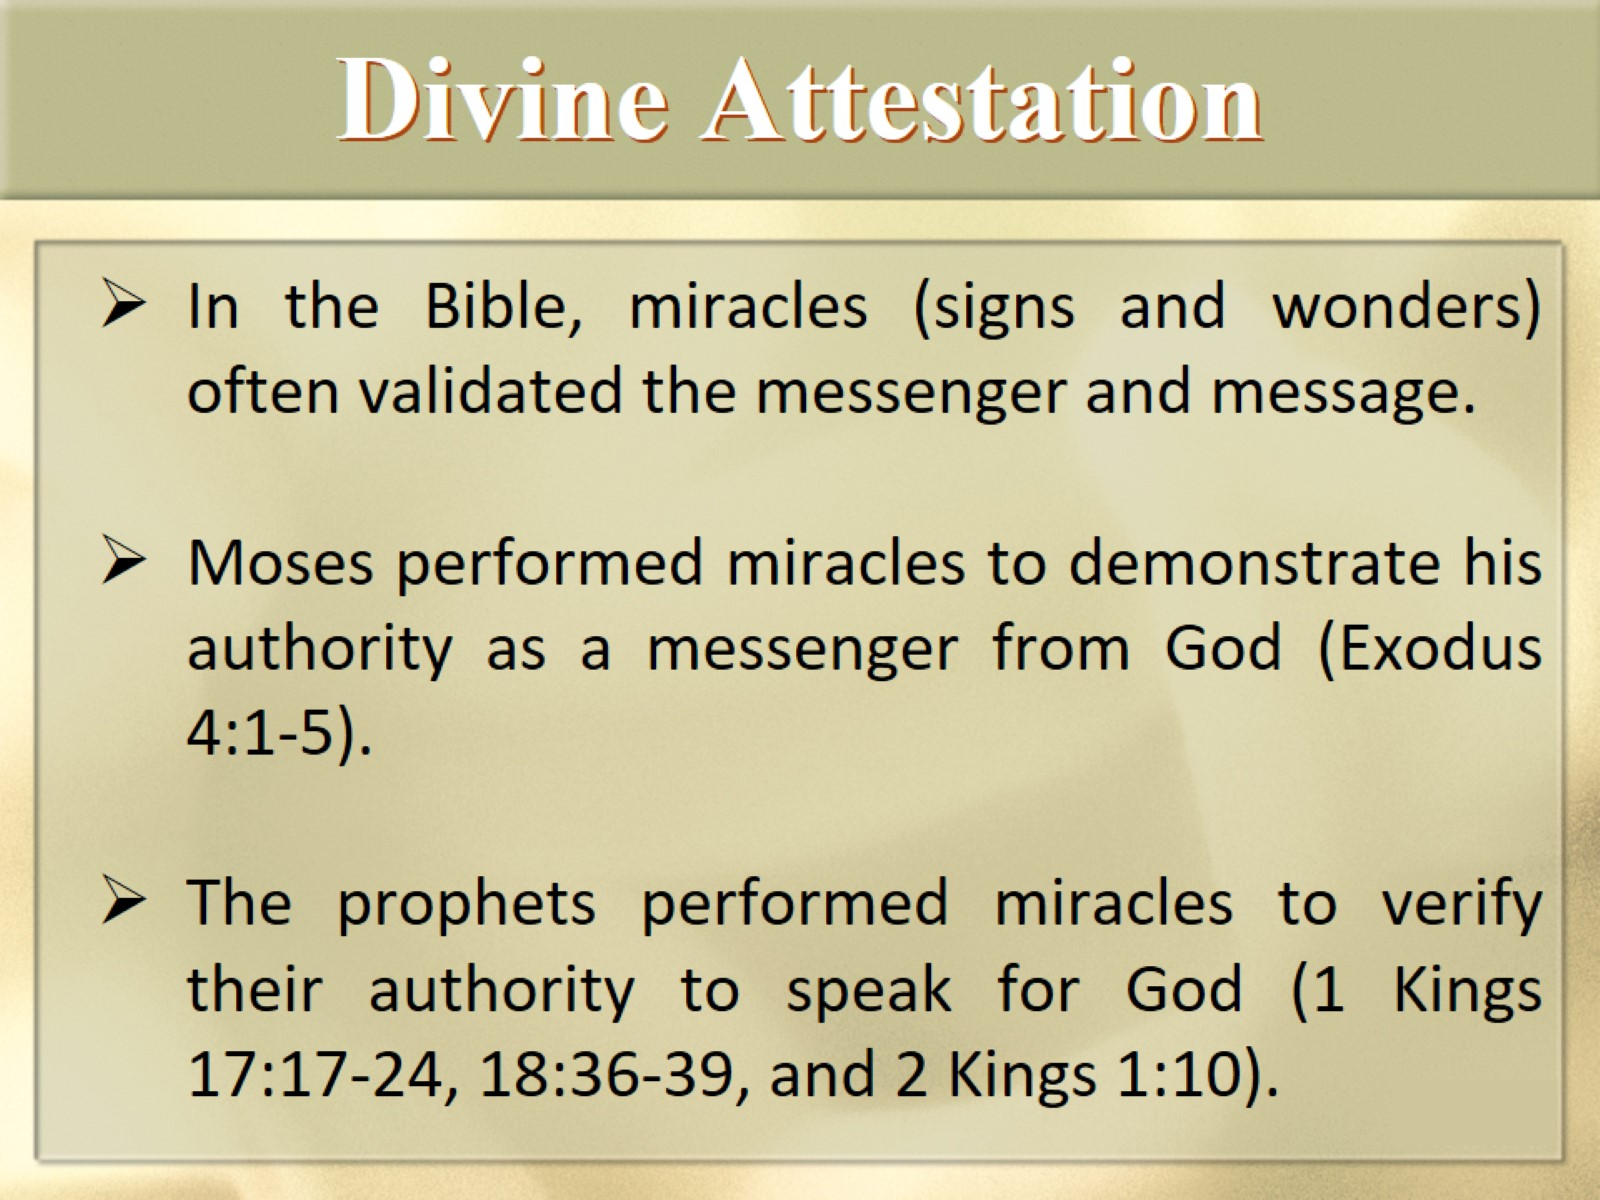 Divine Attestation
➢ In the Bible, miracles (signs and wonders)
often validated the messenger and message.
➢ Moses performed miracles to demonstrate his
authority as a messenger from God (Exodus
4:1-5).
➢ The prophets performed miracles to verify
their authority to speak for God (1 Kings
17:17-24, 18:36-39, and 2 Kings 1:10).